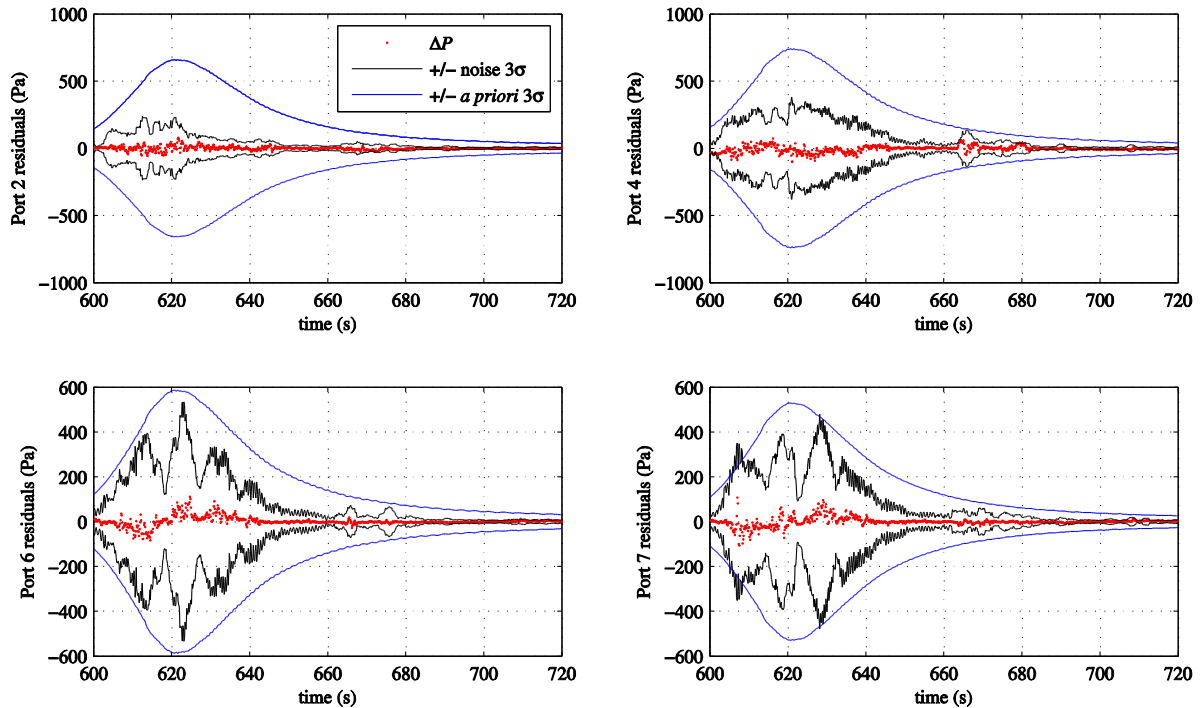 1000
500
0
−500
−1000
600 620 640 660 680 700 720
time (s)
Port 2 residuals (Pa)
ΔP
+/− noise 3σ
+/− a priori 3σ
1000
500
0
−500
−1000
600 620 640 660 680 700 720
time (s)
Port 4 residuals (Pa)
600
400
200
0
−200
−400
−600
600 620 640 660 680 700 720
time (s)
Port 6 residuals (Pa)
600
400
200
0
−200
−400
−600
600 620 640 660 680 700 720
time (s)
Port 7 residuals (Pa)